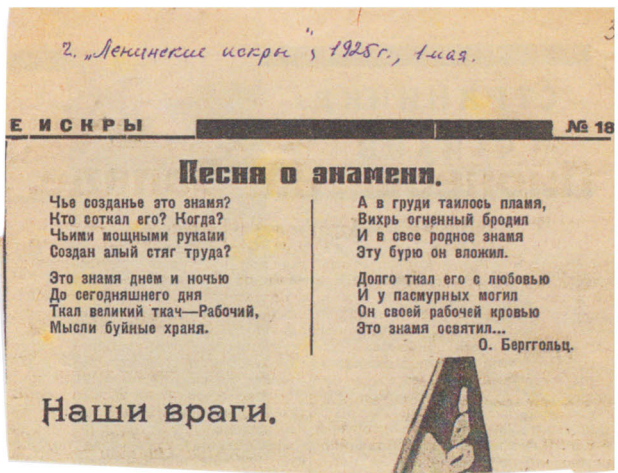 г. „Ленинские искры", 1925г., 1 мая.
Е ИСКРЫ
№ 18
Песня о знамени.
Чье созданье это знамя?
Кто соткал его? Когда?
Чьими мощными руками
Создан алый стяг труда?
Это знамя днем и ночью
До сегодняшнего дня
Ткал великий ткач—Рабочий,
Мысли буйные храня.
А в груди таилось пламя,
Вихрь огненный бродил
И в свое родное знамя
Эту бурю он вложил.
Долго ткал его с любовью
И у пасмурных могил
Он своей рабочей кровью
Это знамя освятил...
О. Берггольц.
Наши враги.